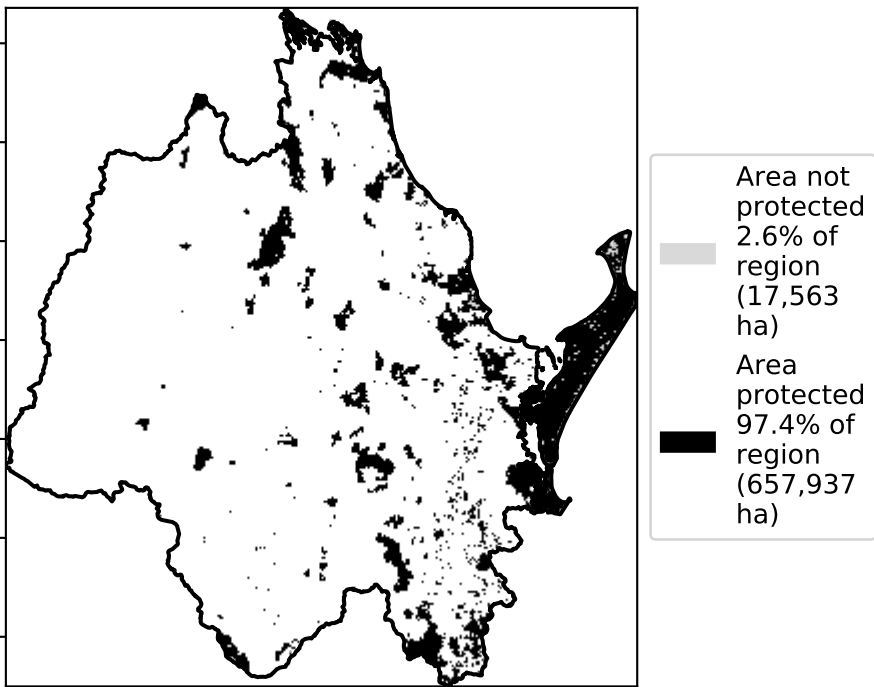 Area not
protected
2.6% of
region
(17,563
ha)
Area
protected
97.4% of
region
(657,937
ha)